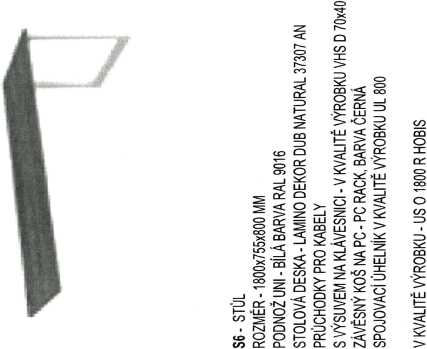 S6 - STŮL
ROZMĚR - 1800x755x800 MM
PODNOŽ UNI - BÍLÁ BARVA RAL 9016
STOLOVÁ DESKA - LAMINO DEKOR DUB NATURAL 37307 AN
PRŮCHODKY PRO KABELY
S VÝSUVEM NA KLÁVESNICI - V KVALITĚ VÝROBKU VHS D 70x40
ZÁVĚSNÝ KOŠ NA PC - PC RACK, BARVA ČERNÁ
SPOJOVACÍ ÚHELNÍK V KVALITĚ VÝROBKU UL 800
V KVALITĚ VÝROBKU - US O 1800 R HOBIS